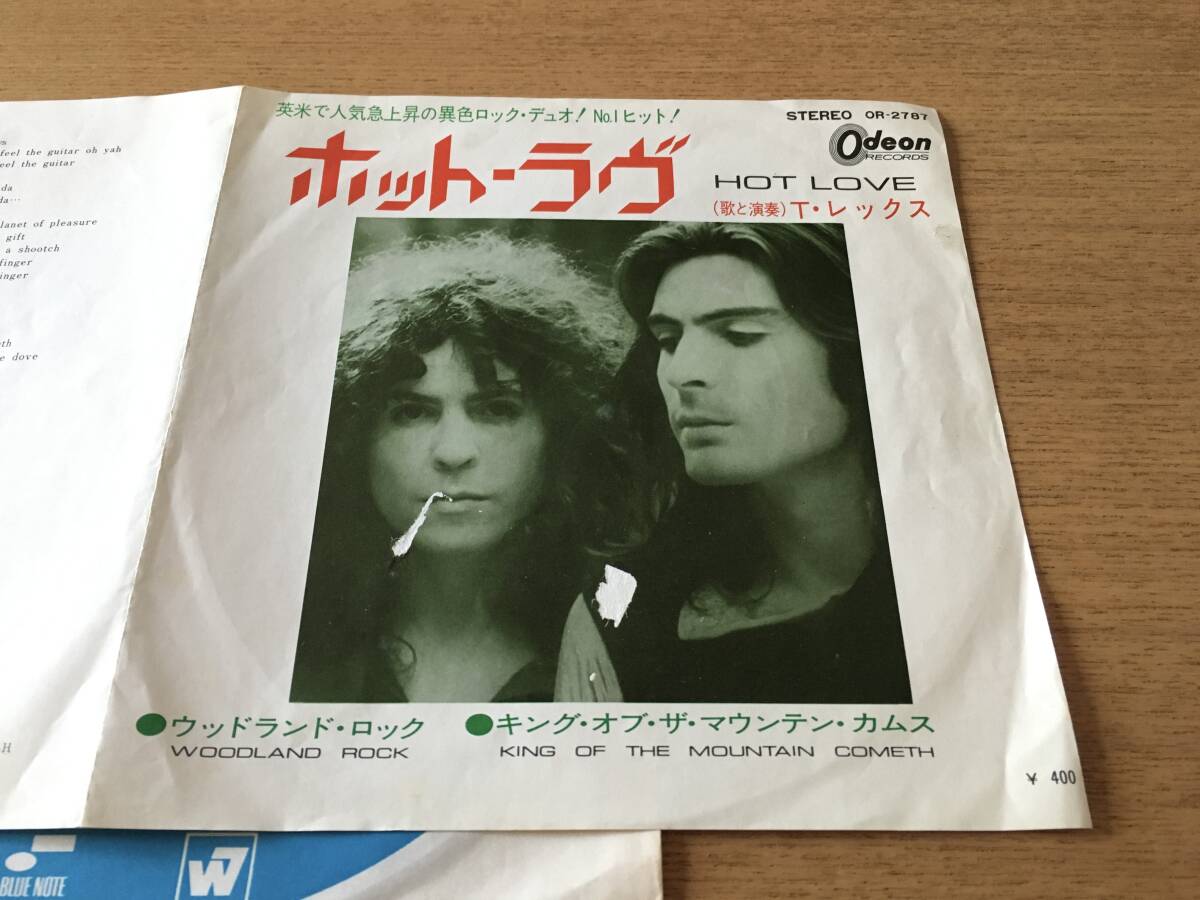 feel the guitar oh yah
feel the guitar
da
da…
planet of pleasure
gift
a shootch
finger
finger
dove
英米で人気急上昇の異色ロック・デュオ! No.1ヒット!
STEREO OR-2787
Odeon
RECORDS
ホット・ラヴ
HOT LOVE
(歌と演奏) T・レックス
●ウッドランド・ロック
WOODLAND ROCK
●キング・オブ・ザ・マウンテン・カムス
KING OF THE MOUNTAIN COMETH
¥ 400
BLUE NOTE